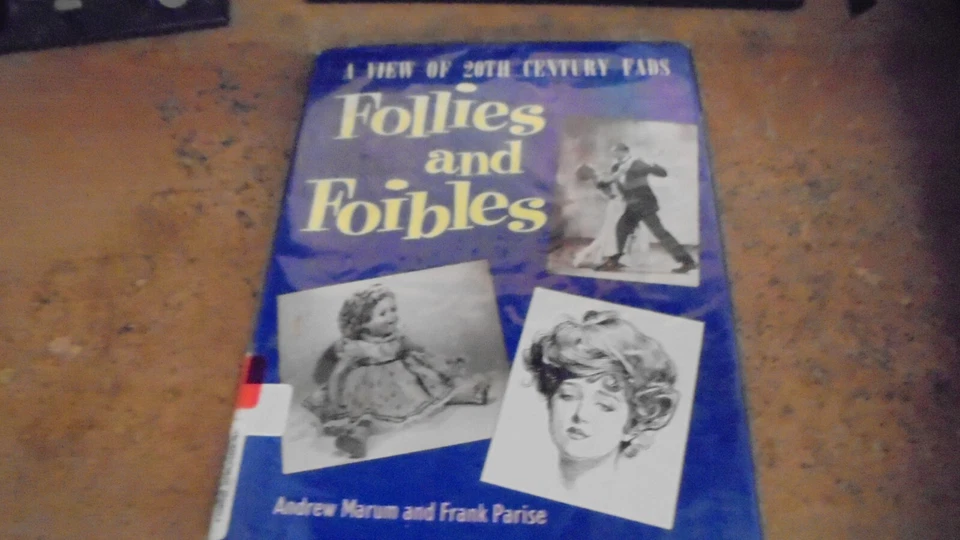 A VIEW OF 20TH CENTURY FADS
Follies
and
Foibles
Andrew Marum and Frank Parise